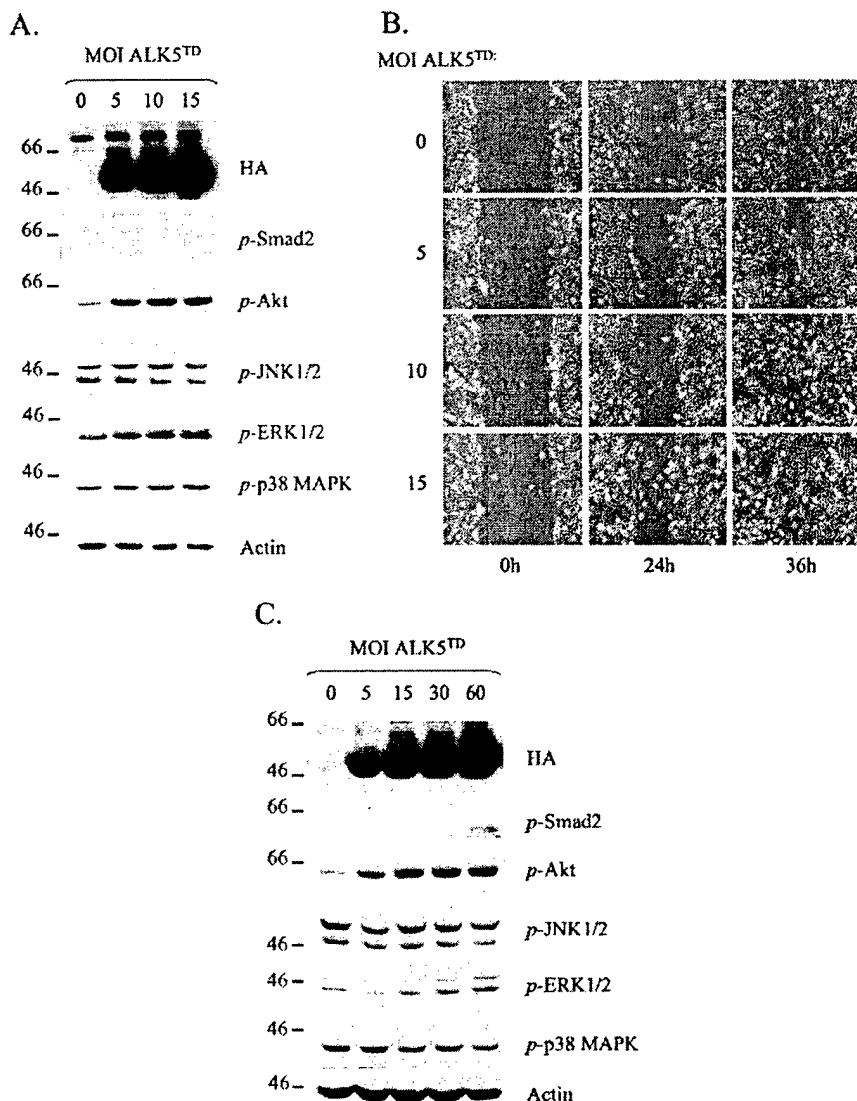 A.
MOI ALK5TD
0 5 10 15
66
46
HA
66
p-Smad2
66
p-Akt
46
p-JNK1/2
46
p-ERK1/2
46
p-p38 MAPK
46
Actin
B.
MOI ALK5TD:
0
5
10
15
0h 24h 36h
C.
MOI ALK5TD
0 5 15 30 60
66
46
HA
66
p-Smad2
66
p-Akt
46
p-JNK1/2
46
p-ERK1/2
46
p-p38 MAPK
46
Actin